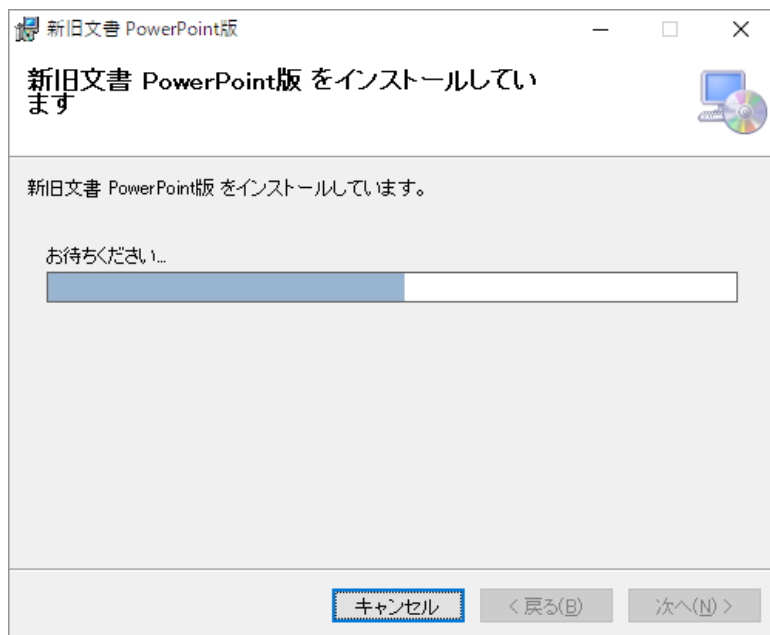 新旧文書 PowerPoint版
新旧文書 PowerPoint版 をインストールしてい
ます
新旧文書 PowerPoint版 をインストールしています。
お待ちください...
キャンセル
< 戻る(B)
次へ(N) >